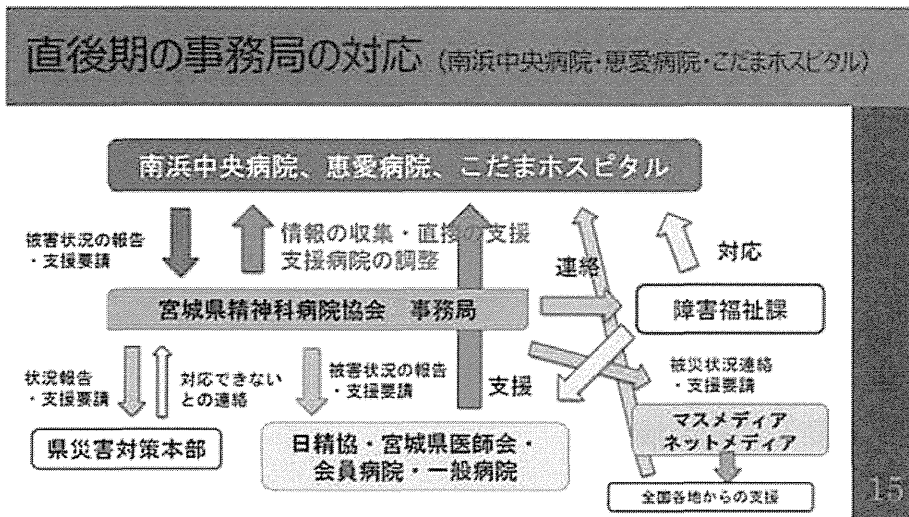 直後期の事務局の対応（南浜中央病院・恵愛病院・こだまホスピタル）
南浜中央病院、恵愛病院、こだまホスピタル
被害状況の報告
・支援要請
情報の収集・直接の支援
支援病院の調整
連絡
対応
宮城県精神科病院協会　事務局
障害福祉課
状況報告
・支援要請
対応できない
との連絡
被害状況の報告
・支援要請
支援
被災状況連絡
・支援要請
県災害対策本部
日精協・宮城県医師会・
会員病院・一般病院
マスメディア
ネットメディア
全国各地からの支援
15